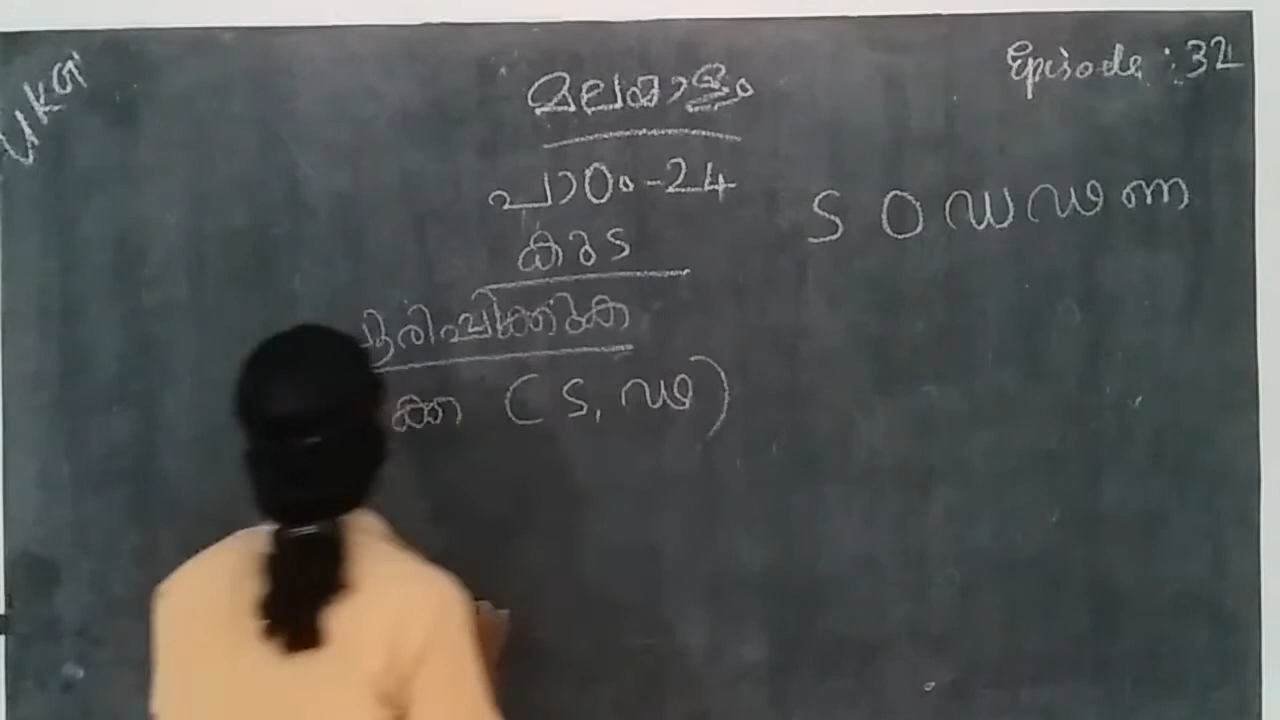 UKG
Episode : 32
മലയാളം
പാഠം-24
കുട
ട ഠ ഡ ഢ ണ
പൂരിപ്പിക്കുക
ക്ക ( ട, ഢ )